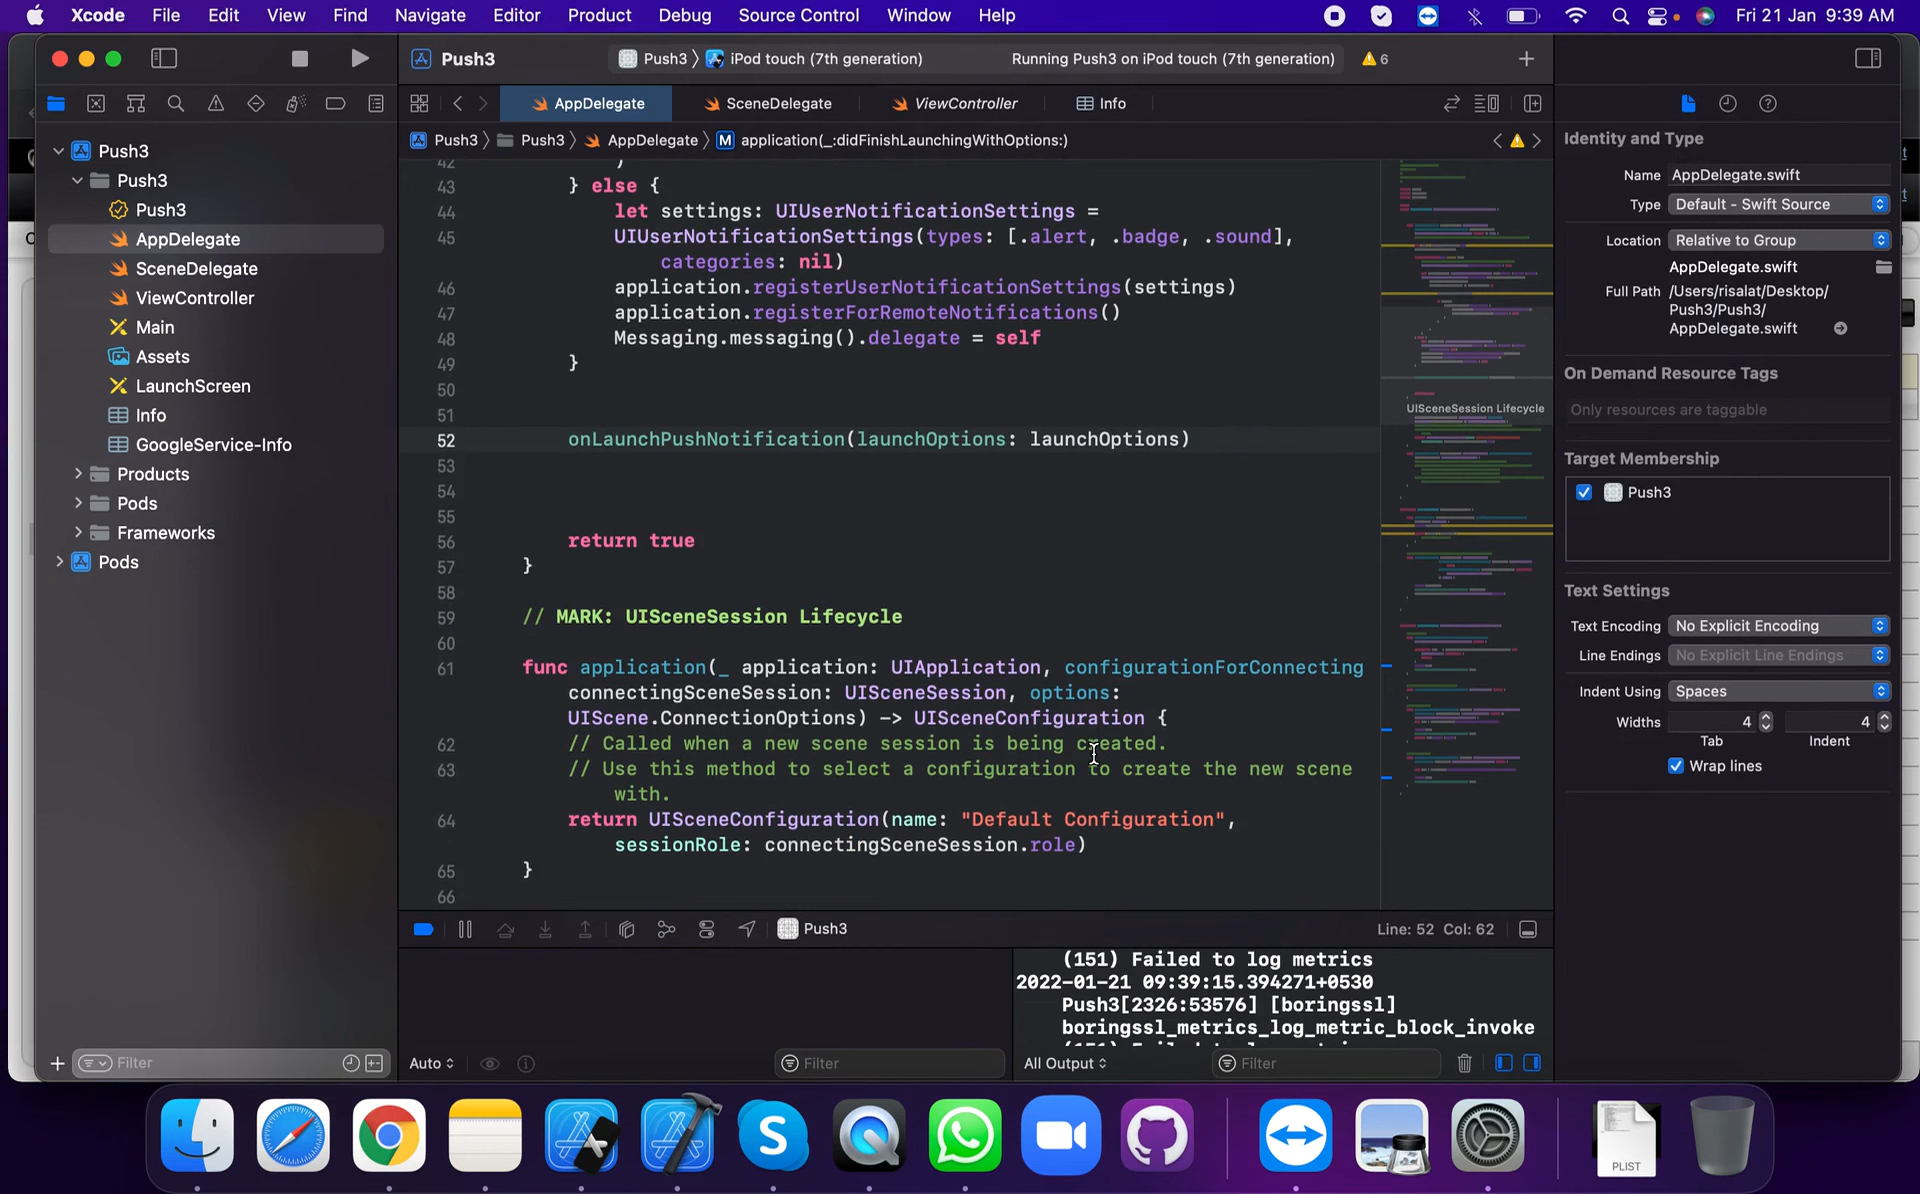 Xcode File Edit View Find Navigate Editor Product Debug Source Control Window Help Fri 21 Jan 9:39 AM
Push3 Push3 iPod touch (7th generation) Running Push3 on iPod touch (7th generation) 6
AppDelegate SceneDelegate ViewController Info
Push3 Push3 AppDelegate M application(_:didFinishLaunchingWithOptions:)
Push3
Push3
Push3
AppDelegate
SceneDelegate
ViewController
Main
Assets
LaunchScreen
Info
GoogleService-Info
Products
Pods
Frameworks
Pods
Filter
42 )
43 } else {
44 let settings: UIUserNotificationSettings =
45 UIUserNotificationSettings(types: [.alert, .badge, .sound],
categories: nil)
46 application.registerUserNotificationSettings(settings)
47 application.registerForRemoteNotifications()
48 Messaging.messaging().delegate = self
49 }
50
51
52 onLaunchPushNotification(launchOptions: launchOptions)
53
54
55
56 return true
57 }
58
59 // MARK: UISceneSession Lifecycle
60
61 func application(_ application: UIApplication, configurationForConnecting
connectingSceneSession: UISceneSession, options:
UIScene.ConnectionOptions) -> UISceneConfiguration {
62 // Called when a new scene session is being created.
63 // Use this method to select a configuration to create the new scene
with.
64 return UISceneConfiguration(name: "Default Configuration",
sessionRole: connectingSceneSession.role)
65 }
66
UISceneSession Lifecycle
Push3 Line: 52 Col: 62
(151) Failed to log metrics
2022-01-21 09:39:15.394271+0530
Push3[2326:53576] [boringssl]
boringssl_metrics_log_metric_block_invoke
Auto Filter All Output Filter
Identity and Type
Name AppDelegate.swift
Type Default - Swift Source
Location Relative to Group
AppDelegate.swift
Full Path /Users/risalat/Desktop/
Push3/Push3/
AppDelegate.swift
On Demand Resource Tags
Only resources are taggable
Target Membership
Push3
Text Settings
Text Encoding No Explicit Encoding
Line Endings No Explicit Line Endings
Indent Using Spaces
Widths 4 4
Tab Indent
Wrap lines
PLIST